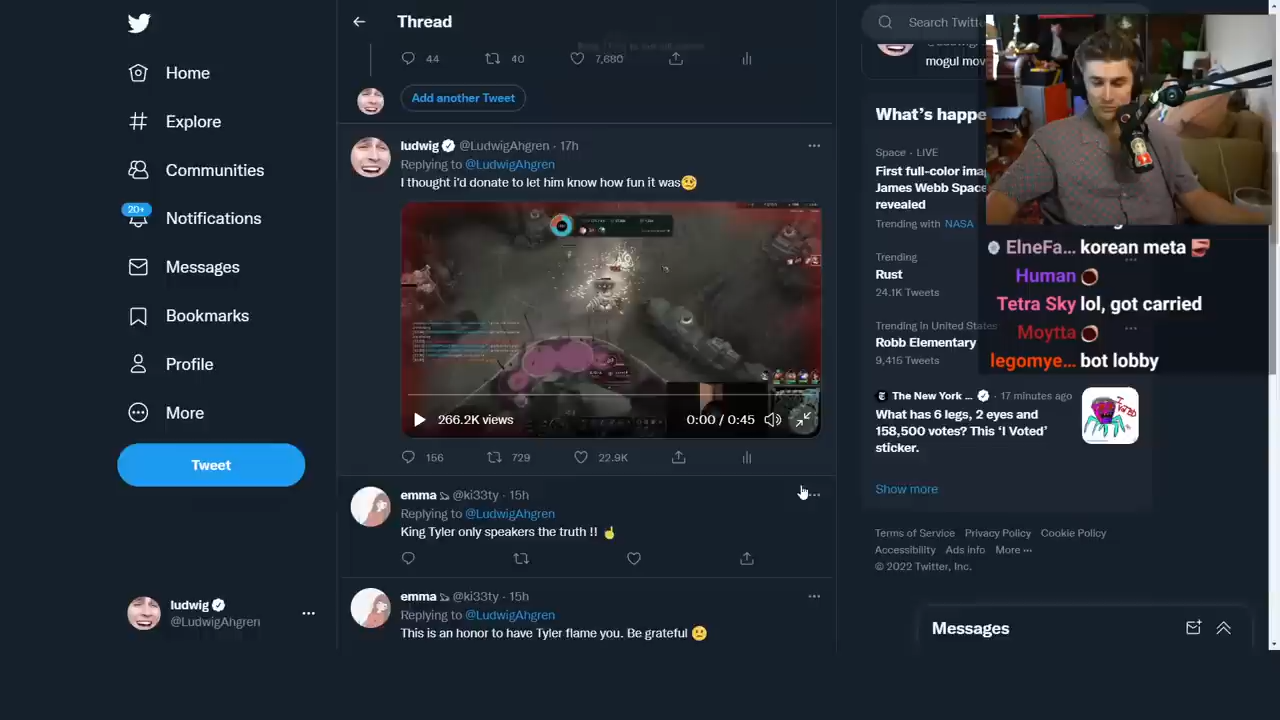 Home
Explore
Communities
20+
Notifications
Messages
Bookmarks
Profile
More
Tweet
ludwig
@LudwigAhgren
Thread
44 40 7,680
Add another Tweet
ludwig @LudwigAhgren · 17h
Replying to @LudwigAhgren
I thought i'd donate to let him know how fun it was
266.2K views 0:00 / 0:45
156 729 22.9K
emma @ki33ty · 15h
Replying to @LudwigAhgren
King Tyler only speakers the truth !!
emma @ki33ty · 15h
Replying to @LudwigAhgren
This is an honor to have Tyler flame you. Be grateful
Search Twitt
mogul mov
What's happe
Space · LIVE
First full-color ima
James Webb Space
revealed
Trending with NASA
Trending
Rust
24.1K Tweets
Trending in United States
Robb Elementary
9,415 Tweets
The New York ... · 17 minutes ago
What has 6 legs, 2 eyes and
158,500 votes? This 'I Voted'
sticker.
Show more
Terms of Service Privacy Policy Cookie Policy
Accessibility Ads info More ···
© 2022 Twitter, Inc.
Messages
ElneFa... korean meta
Human
Tetra Sky lol, got carried
Moytta
legomye... bot lobby